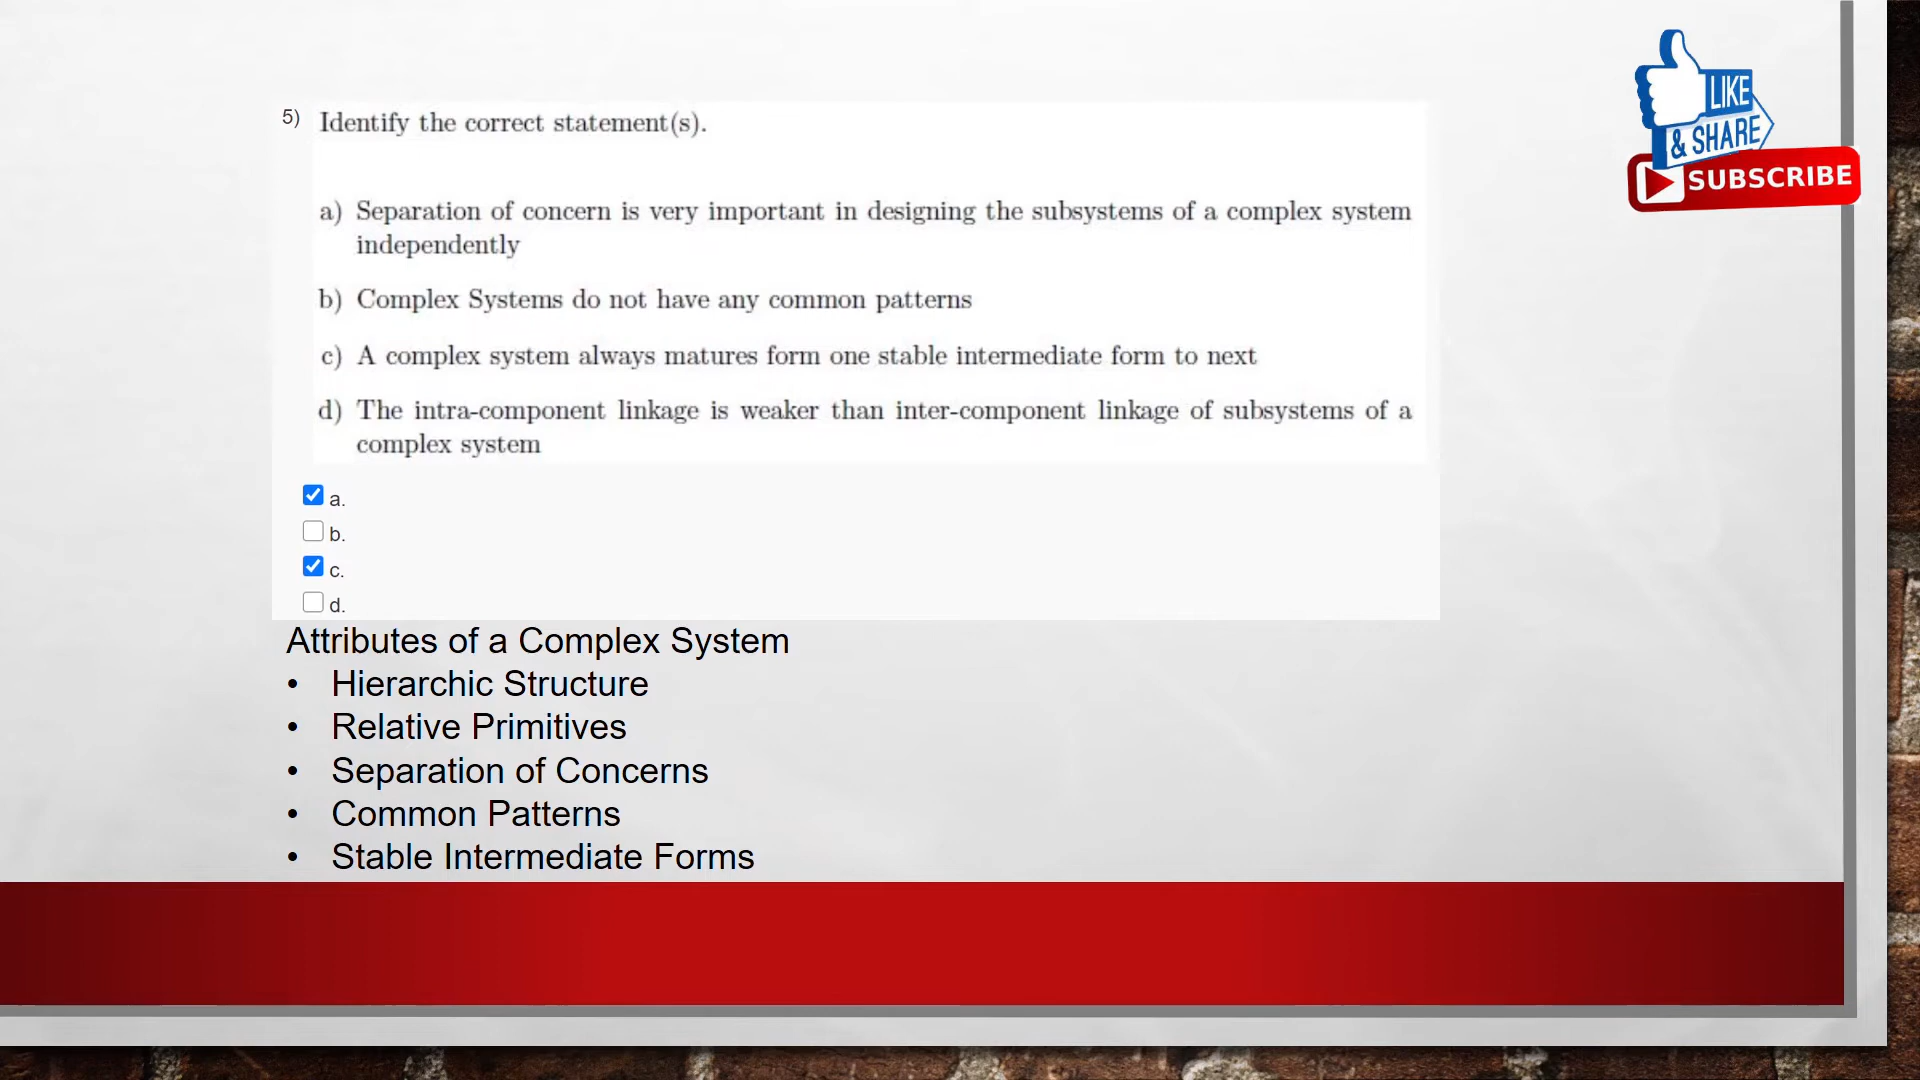 LIKE
& SHARE
SUBSCRIBE
5) Identify the correct statement(s).
a) Separation of concern is very important in designing the subsystems of a complex system
independently
b) Complex Systems do not have any common patterns
c) A complex system always matures form one stable intermediate form to next
d) The intra-component linkage is weaker than inter-component linkage of subsystems of a
complex system
a.
b.
c.
d.
Attributes of a Complex System
• Hierarchic Structure
• Relative Primitives
• Separation of Concerns
• Common Patterns
• Stable Intermediate Forms